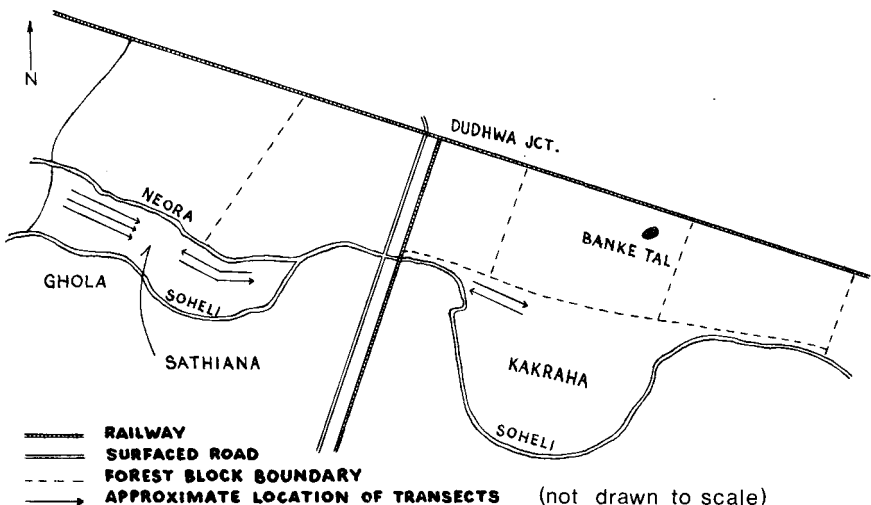 N
DUDHWA JCT.
NEORA
BANKE TAL
GHOLA
SOHELI
SATHIANA
KAKRAHA
SOHELI
RAILWAY
SURFACED ROAD
FOREST BLOCK BOUNDARY
APPROXIMATE LOCATION OF TRANSECTS (not drawn to scale)